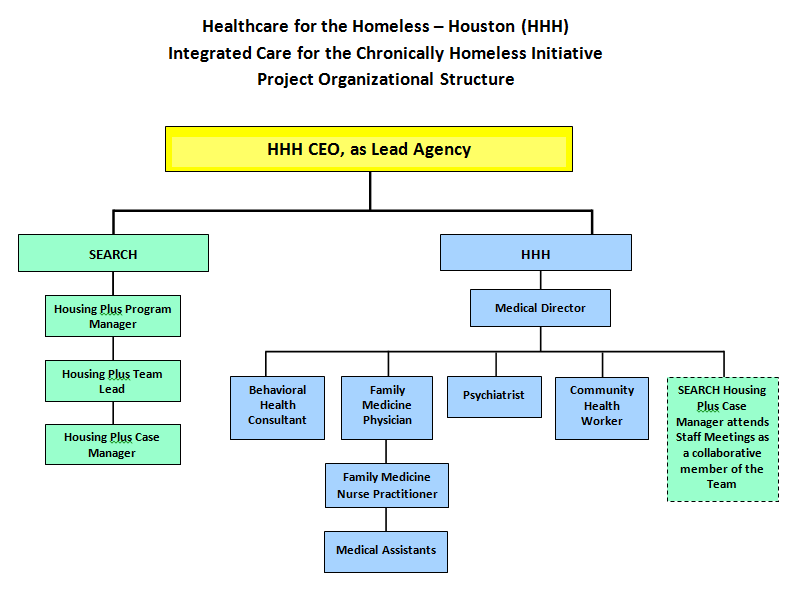 Healthcare for the Homeless – Houston (HHH)
Integrated Care for the Chronically Homeless Initiative
Project Organizational Structure
HHH CEO, as Lead Agency
SEARCH
Housing Plus Program
Manager
Housing Plus Team
Lead
Housing Plus Case
Manager
HHH
Medical Director
Behavioral
Health
Consultant
Family
Medicine
Physician
Psychiatrist
Community
Health
Worker
SEARCH Housing
Plus Case
Manager attends
Staff Meetings as
a collaborative
member of the
Team
Family Medicine
Nurse Practitioner
Medical Assistants